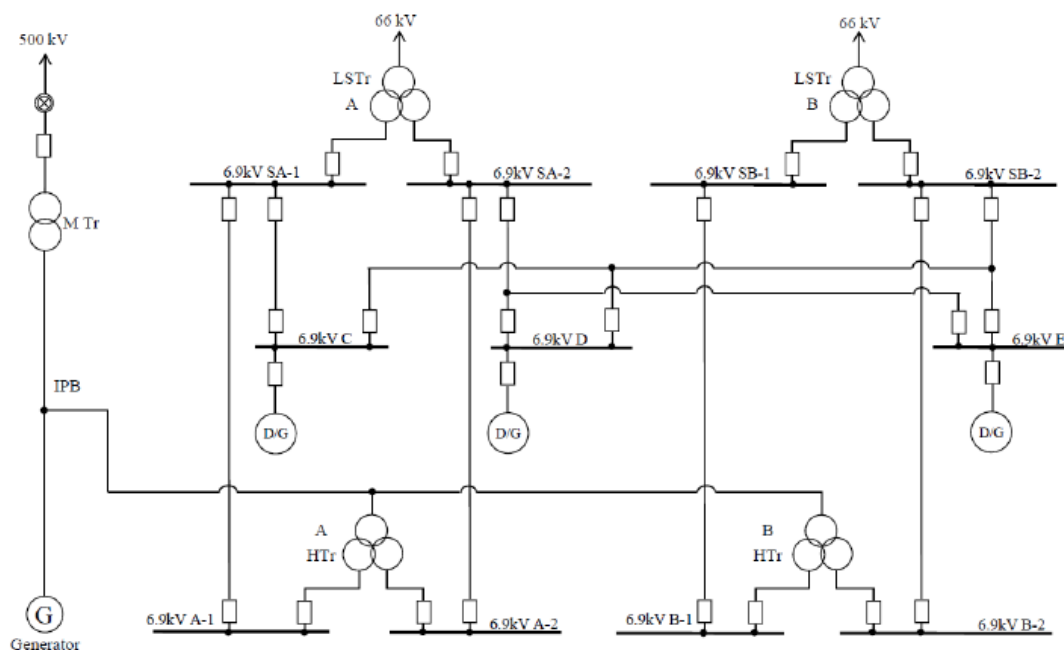 66 kV
66 kV
500 kV
LSTr
A
LSTr
B
6.9kV SA-1
6.9kV SA-2
6.9kV SB-1
6.9kV SB-2
M Tr
6.9kV C
6.9kV D
6.9kV E
IPB
D/G
D/G
D/G
A
HTr
B
HTr
G
Generator
6.9kV A-1
6.9kV A-2
6.9kV B-1
6.9kV B-2